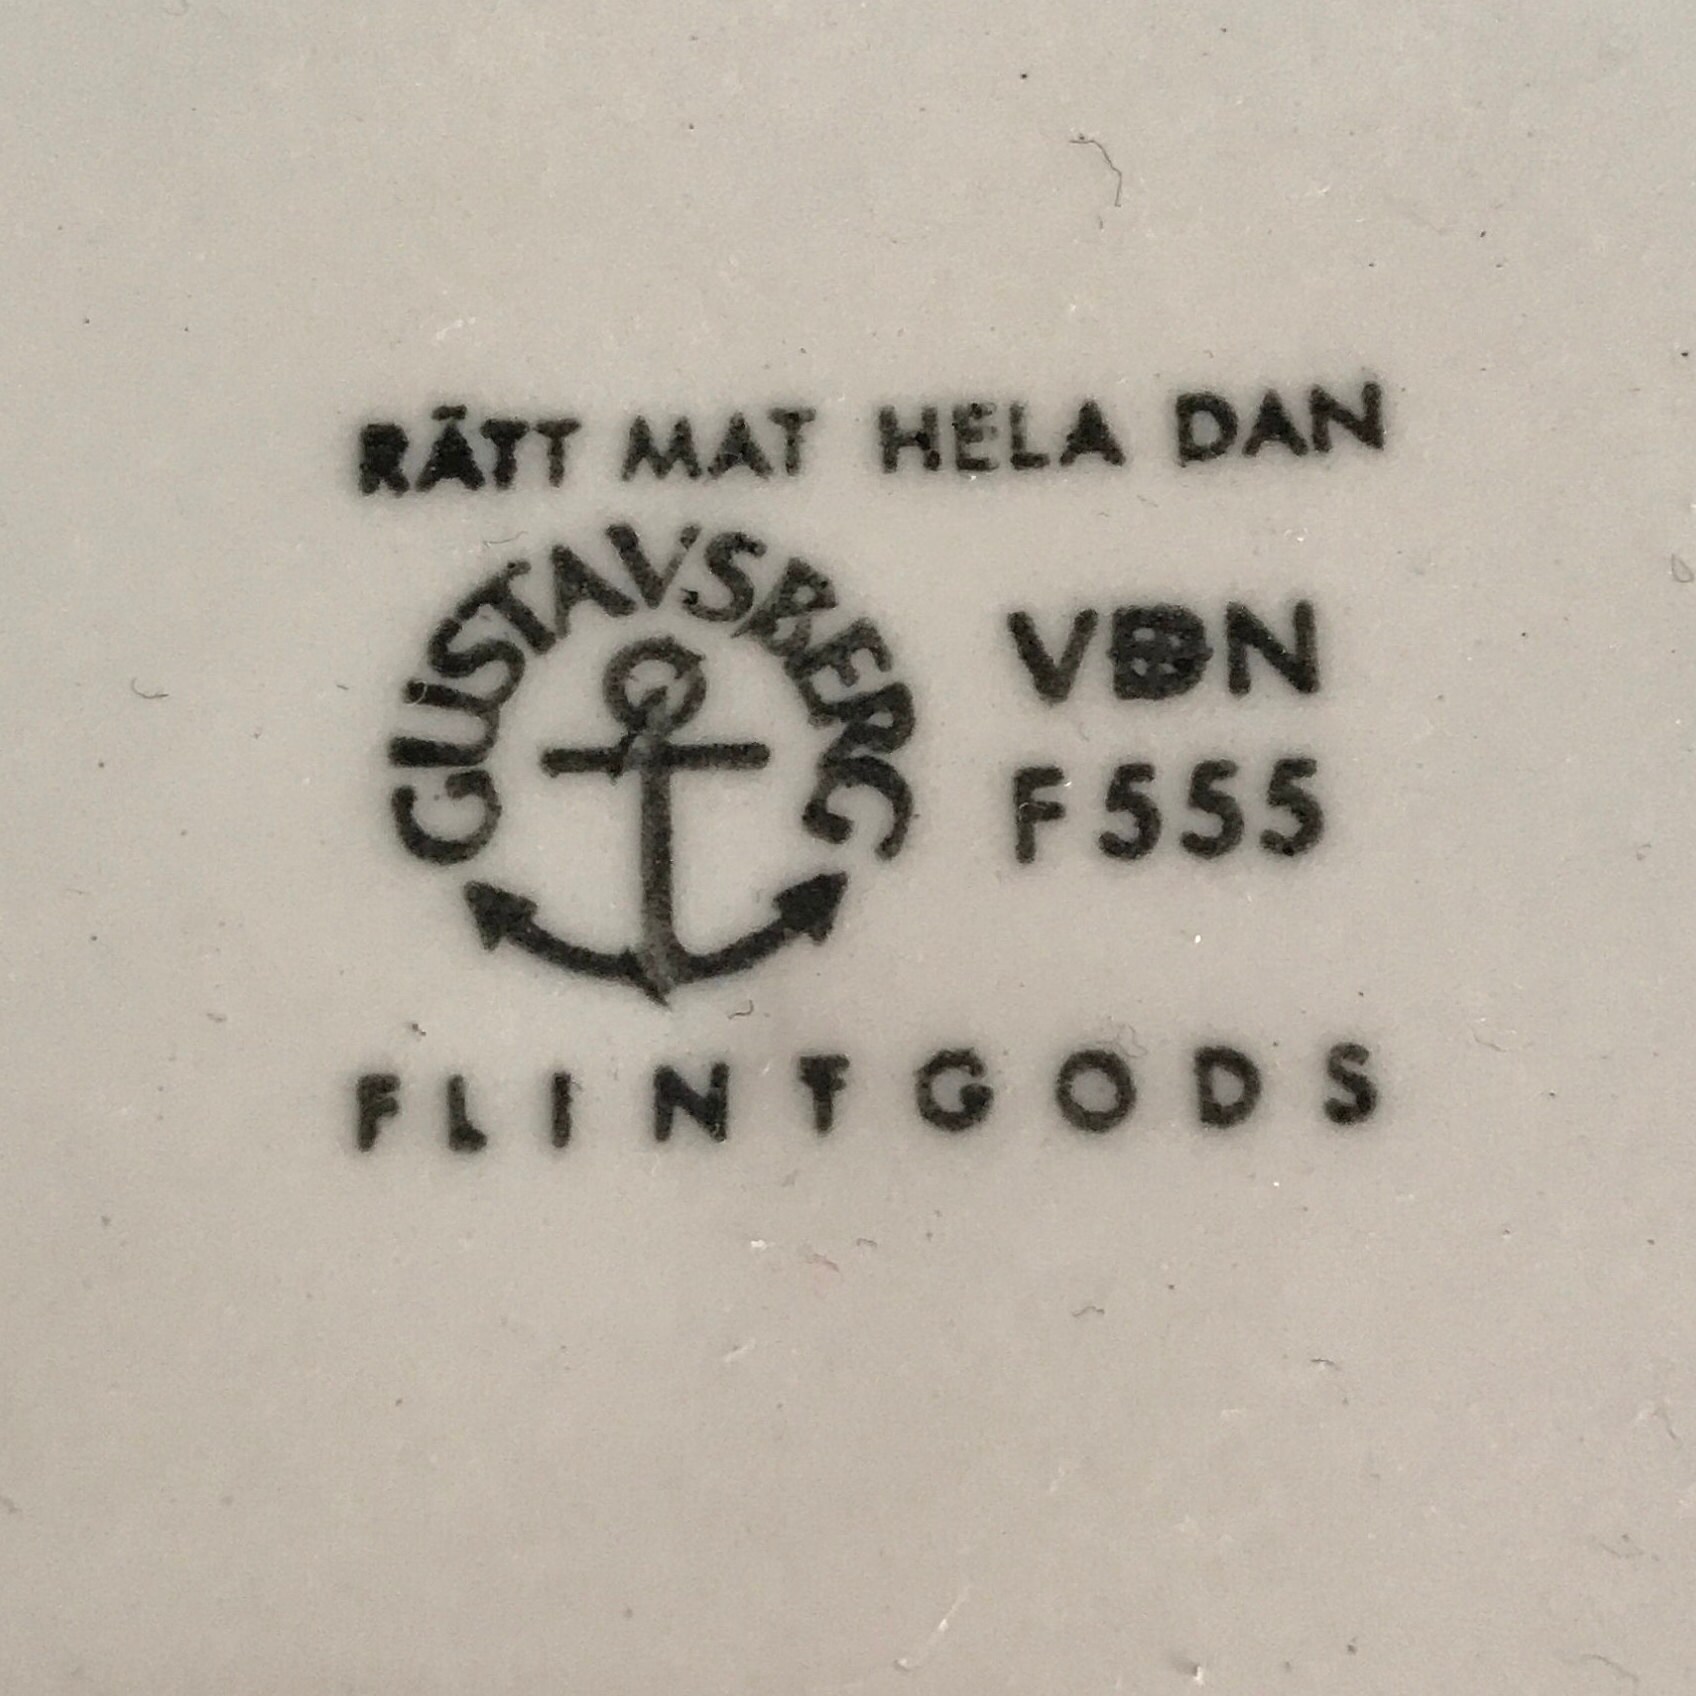 RÄTT MAT HELA DAN
GUSTAVSBERG
VDN
F555
FLINTGODS